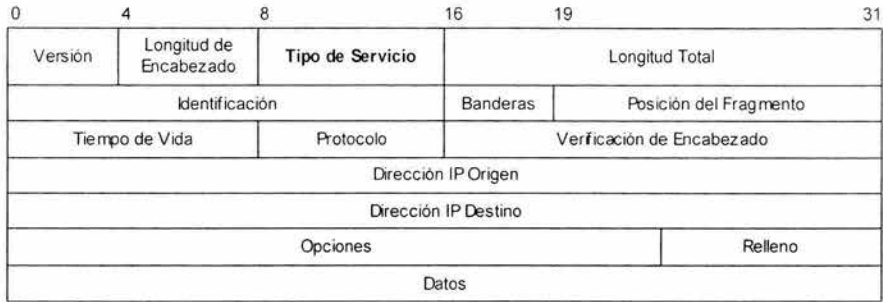 0 4 8 16 19 31
Versión Longitud de Encabezado Tipo de Servicio Longitud Total
Identificación Banderas Posición del Fragmento
Tiempo de Vida Protocolo Verificación de Encabezado
Dirección IP Origen
Dirección IP Destino
Opciones Relleno
Datos